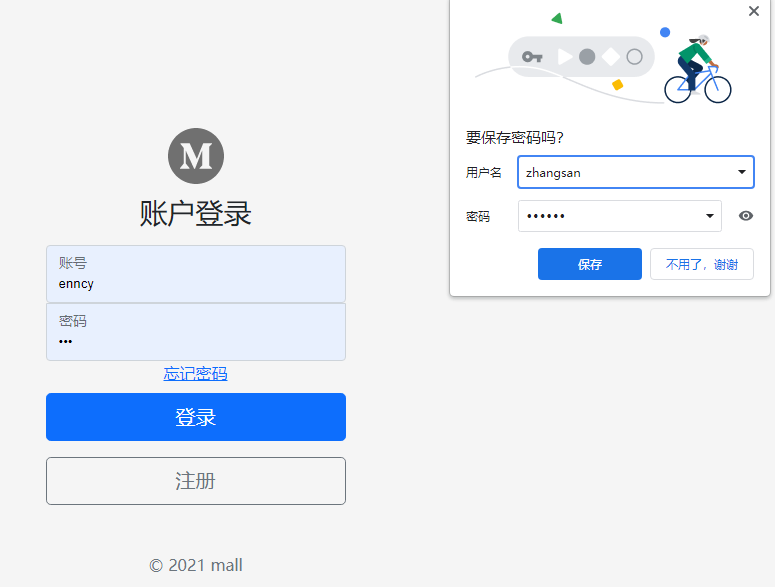 M
账户登录
账号
enncy
密码
•••
忘记密码
登录
注册
© 2021 mall
要保存密码吗?
用户名 zhangsan
密码 ••••••
保存 不用了，谢谢